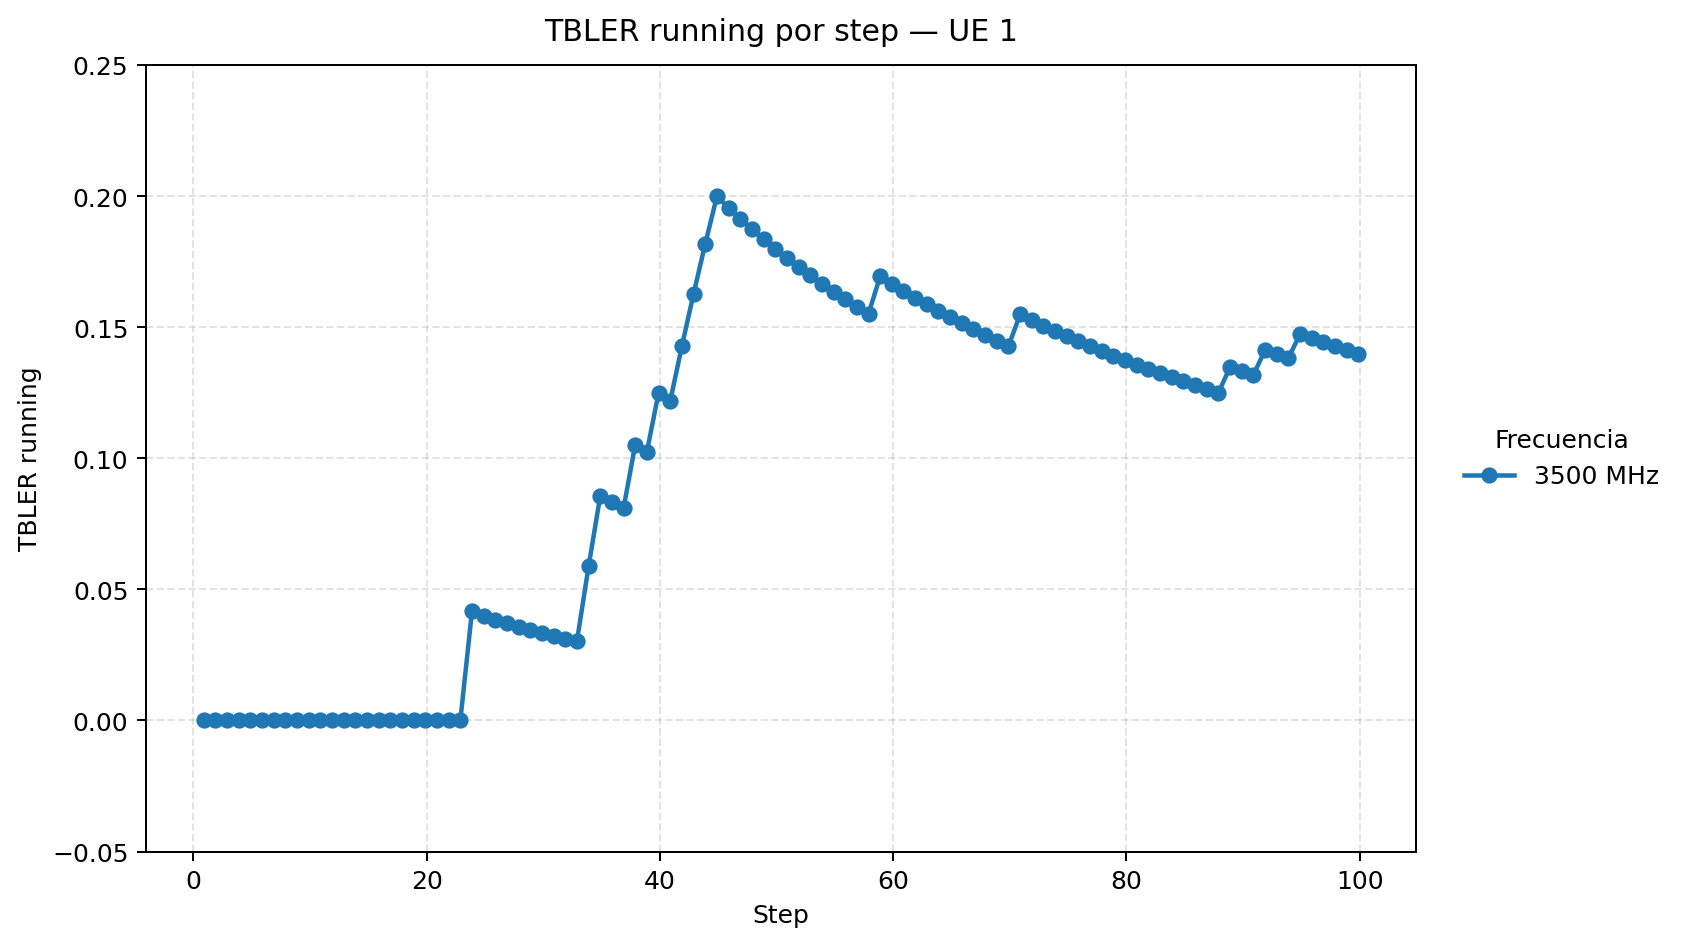 TBLER running por step — UE 1
0.25
0.20
0.15
0.10
0.05
0.00
−0.05
TBLER running
0 20 40 60 80 100
Step
Frecuencia
3500 MHz